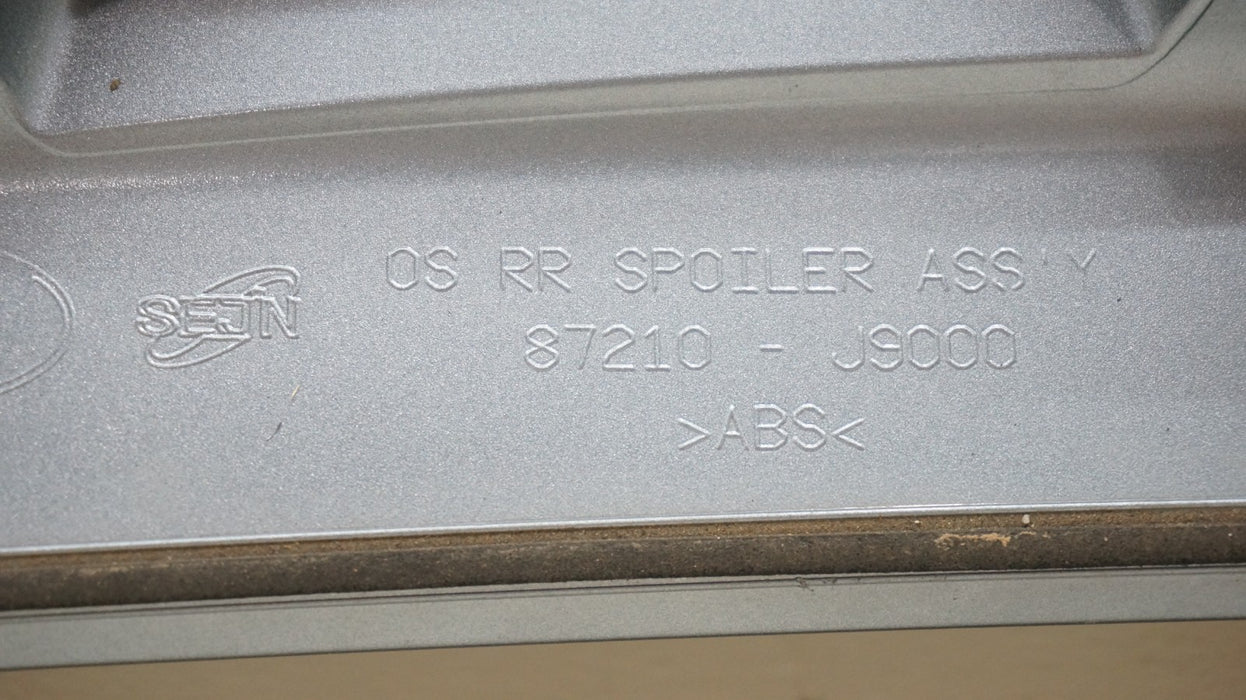 SEJIN
OS RR SPOILER ASS'Y
87210 - J9000
>ABS<